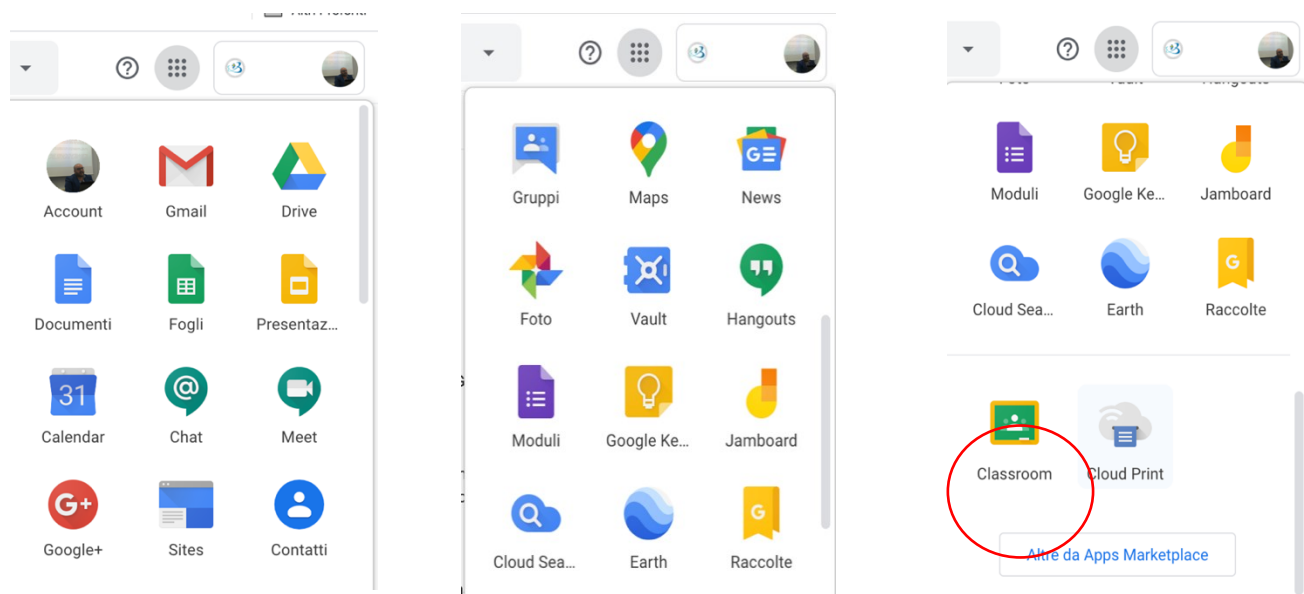 Account Gmail Drive
Documenti Fogli Presentaz...
31
Calendar Chat Meet
G+
Google+ Sites Contatti
GE
Gruppi Maps News
Foto Vault Hangouts
Moduli Google Ke... Jamboard
G
Cloud Sea... Earth Raccolte
Moduli Google Ke... Jamboard
G
Cloud Sea... Earth Raccolte
Classroom Cloud Print
Altre da Apps Marketplace